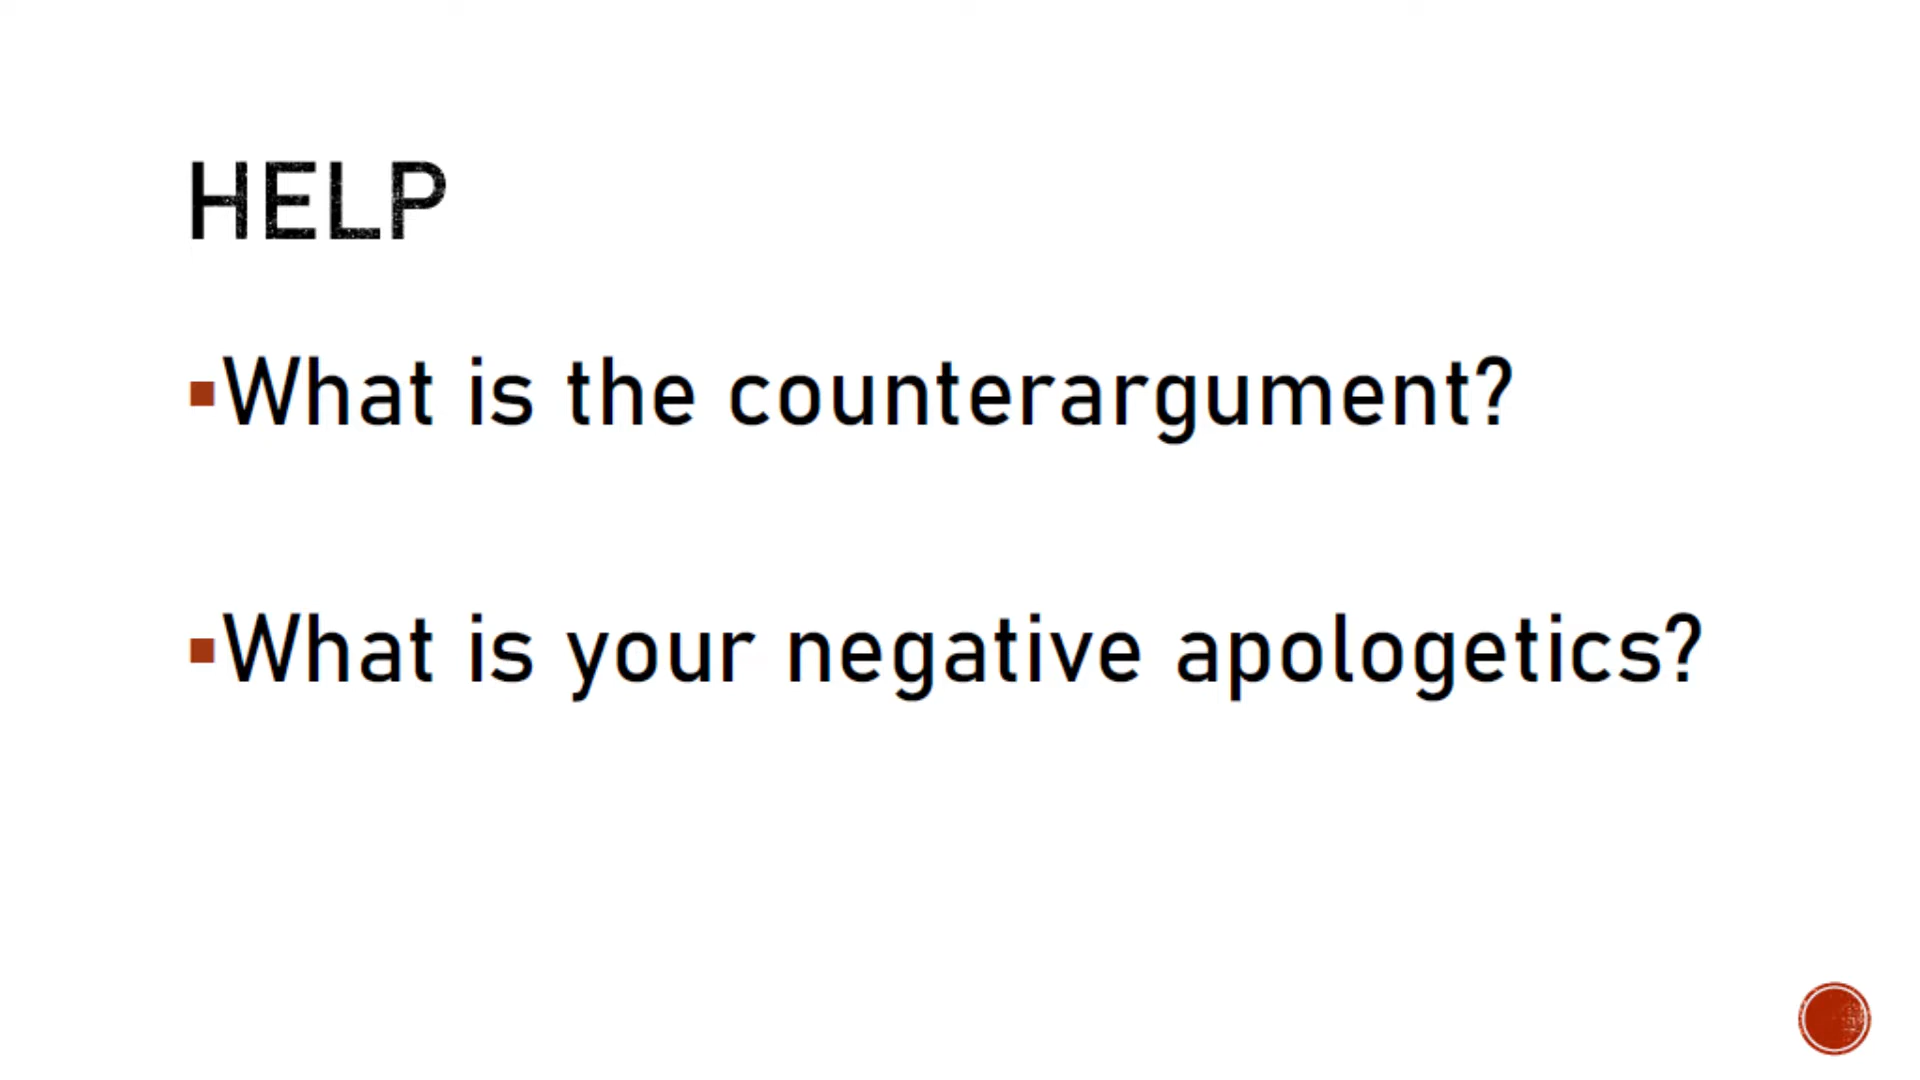 HELP
▪What is the counterargument?
▪What is your negative apologetics?